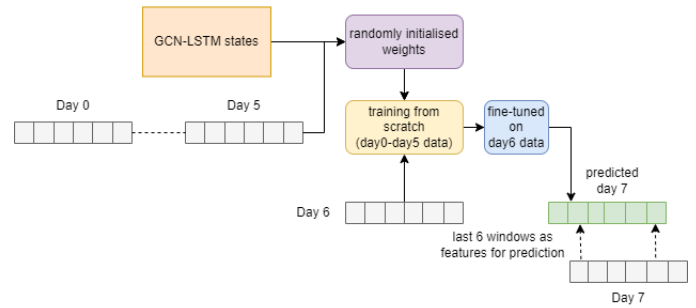 GCN-LSTM states
randomly initialised
weights
Day 0
Day 5
training from
scratch
(day0-day5 data)
fine-tuned
on
day6 data
predicted
day 7
Day 6
last 6 windows as
features for prediction
Day 7